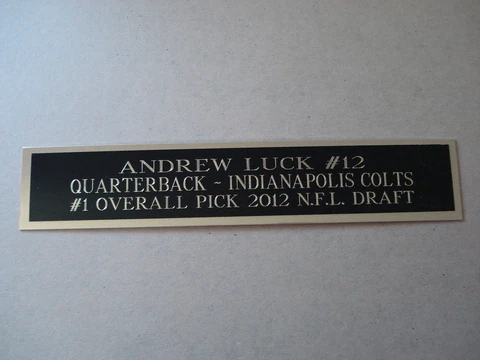 ANDREW LUCK #12
QUARTERBACK ~ INDIANAPOLIS COLTS
#1 OVERALL PICK 2012 N.F.L. DRAFT